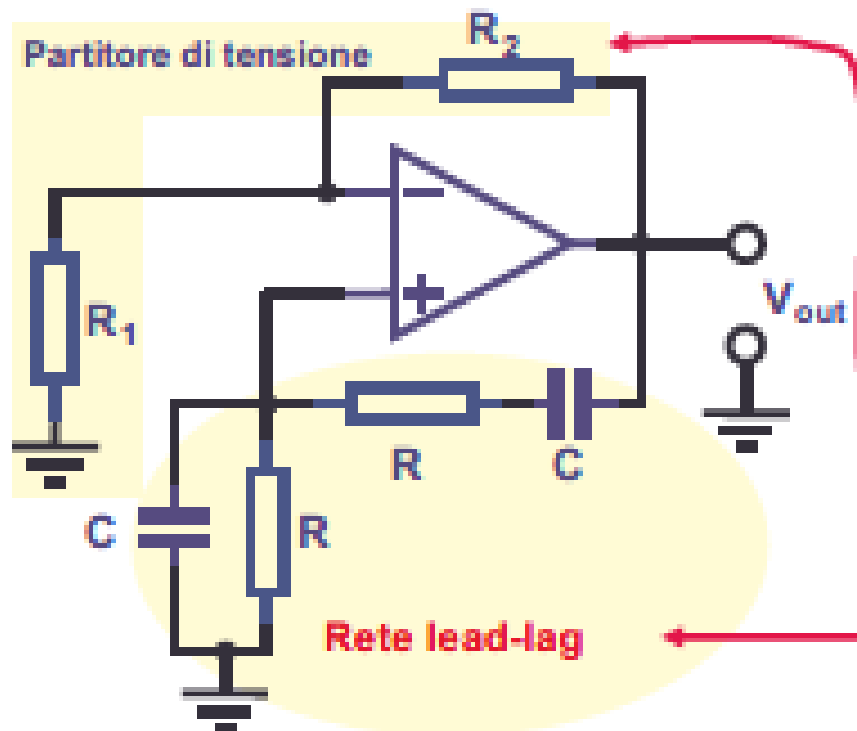 R₂
Partitore di tensione
−
+
R₁
Vout
R
C
C
R
Rete lead-lag